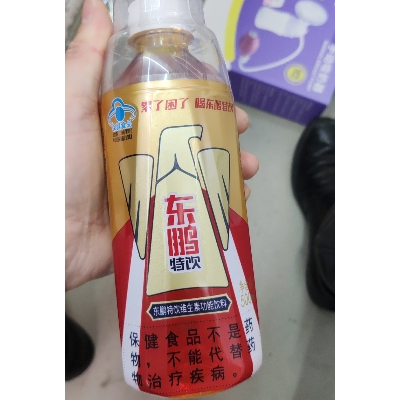 累了困了 喝东鹏特饮
东鹏
特饮
东鹏特饮维生素功能饮料
保健食品不是药
物，不能代替药
物治疗疾病。